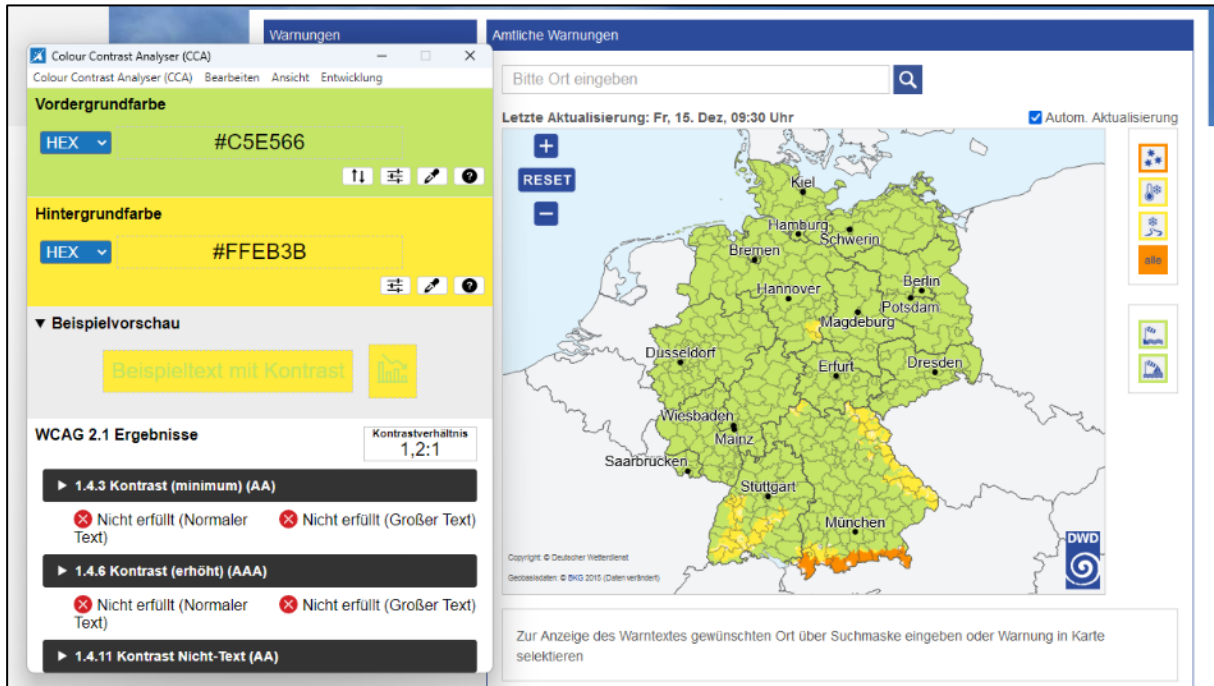 Warnungen
Amtliche Warnungen
Colour Contrast Analyser (CCA)
Colour Contrast Analyser (CCA) Bearbeiten Ansicht Entwicklung
Vordergrundfarbe
HEX #C5E566
Hintergrundfarbe
HEX #FFEB3B
▼ Beispielvorschau
Beispieltext mit Kontrast
WCAG 2.1 Ergebnisse
Kontrastverhältnis
1,2:1
► 1.4.3 Kontrast (minimum) (AA)
Nicht erfüllt (Normaler Text)
Nicht erfüllt (Großer Text)
► 1.4.6 Kontrast (erhöht) (AAA)
Nicht erfüllt (Normaler Text)
Nicht erfüllt (Großer Text)
► 1.4.11 Kontrast Nicht-Text (AA)
Bitte Ort eingeben
Letzte Aktualisierung: Fr, 15. Dez, 09:30 Uhr
Autom. Aktualisierung
+
RESET
−
Kiel
Hamburg
Schwerin
Bremen
Berlin
Hannover
Potsdam
Magdeburg
Düsseldorf
Erfurt
Dresden
Wiesbaden
Mainz
Saarbrücken
Stuttgart
München
alle
DWD
Copyright: © Deutscher Wetterdienst
Geobasisdaten: © BKG 2015 (Daten verändert)
Zur Anzeige des Warntextes gewünschten Ort über Suchmaske eingeben oder Warnung in Karte
selektieren